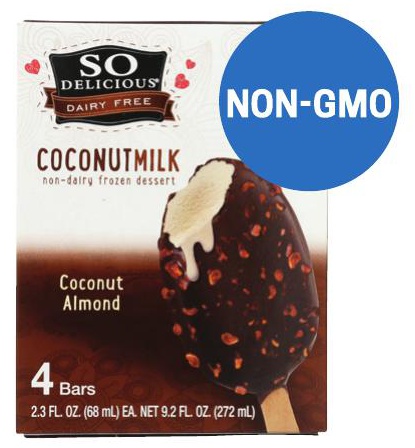 SO
DELICIOUS®
DAIRY FREE
NON-GMO
COCONUTMILK
non-dairy frozen dessert
Coconut
Almond
4 Bars
2.3 FL. OZ. (68 mL) EA. NET 9.2 FL. OZ. (272 mL)